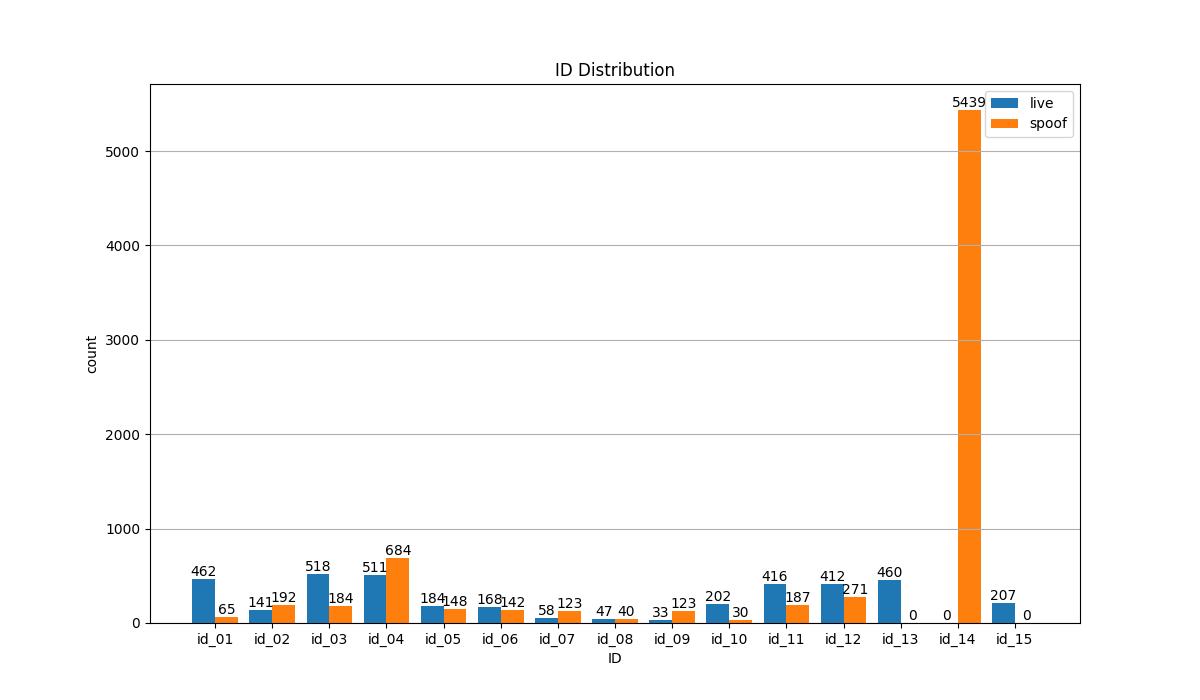 ID Distribution
5439
live
spoof
5000
4000
3000
2000
1000
0
count
462 65 141 192 518 184 511 684 184 148 168 142 58 123 47 40 33 123 202 30 416 187 412 271 460 0 0 207 0
id_01 id_02 id_03 id_04 id_05 id_06 id_07 id_08 id_09 id_10 id_11 id_12 id_13 id_14 id_15
ID